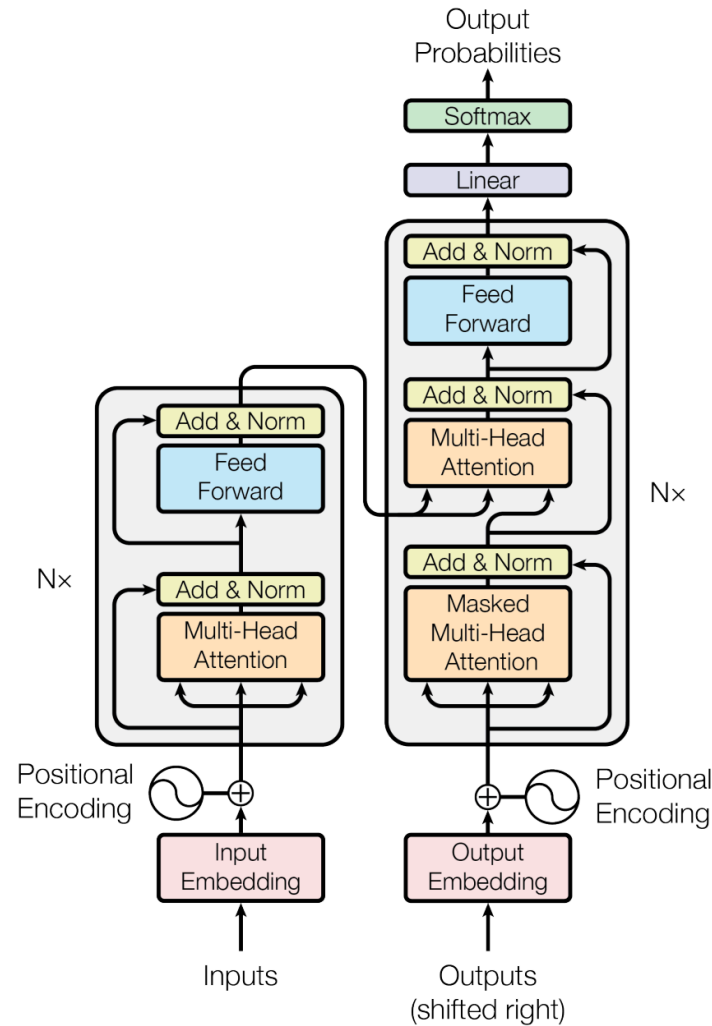 Output
Probabilities
Softmax
Linear
Add & Norm
Feed
Forward
Add & Norm
Multi-Head
Attention
Nx
Add & Norm
Masked
Multi-Head
Attention
Add & Norm
Feed
Forward
Nx
Add & Norm
Multi-Head
Attention
Positional
Encoding
Positional
Encoding
Input
Embedding
Output
Embedding
Inputs
Outputs
(shifted right)